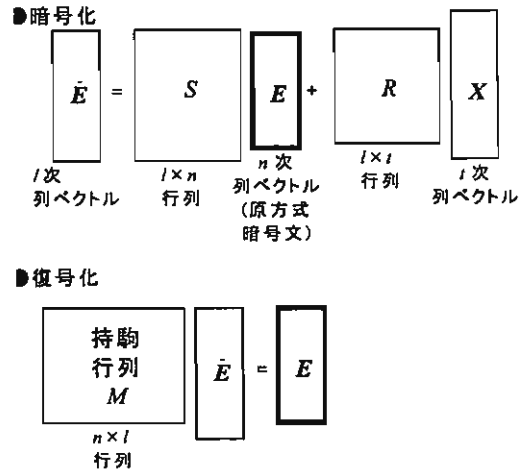 ◗暗号化
Ē = S E + R X
l次
列ベクトル
l×n
行列
n次
列ベクトル
(原方式
暗号文)
l×t
行列
t次
列ベクトル
◗復号化
持駒
行列
M
Ē = E
n×l
行列